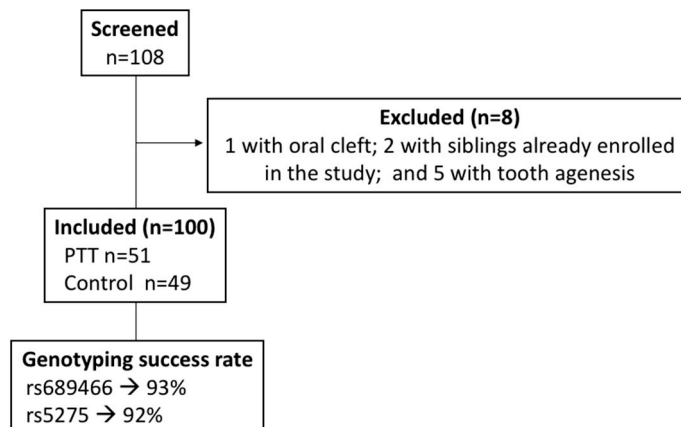 Screened
n=108
Excluded (n=8)
1 with oral cleft; 2 with siblings already enrolled
in the study; and 5 with tooth agenesis
Included (n=100)
PTT n=51
Control n=49
Genotyping success rate
rs689466 → 93%
rs5275 → 92%